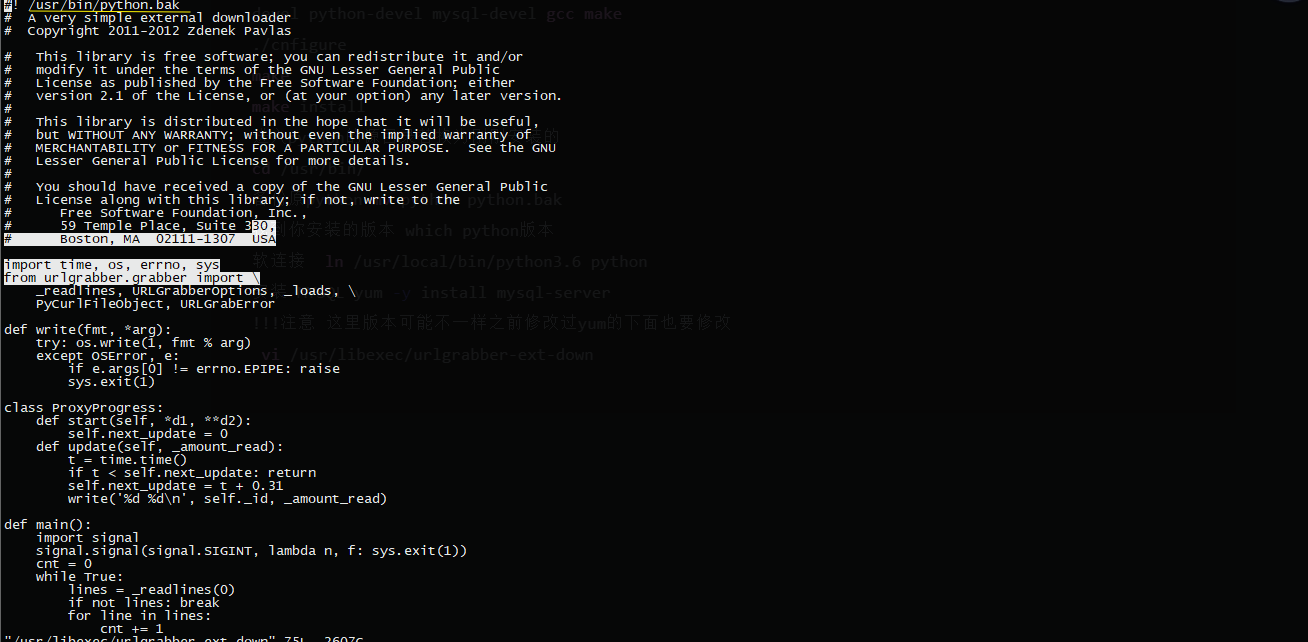 #! /usr/bin/python.bak
#  A very simple external downloader
#  Copyright 2011-2012 Zdenek Pavlas
#   This library is free software; you can redistribute it and/or
#   modify it under the terms of the GNU Lesser General Public
#   License as published by the Free Software Foundation; either
#   version 2.1 of the License, or (at your option) any later version.
#
#   This library is distributed in the hope that it will be useful,
#   but WITHOUT ANY WARRANTY; without even the implied warranty of
#   MERCHANTABILITY or FITNESS FOR A PARTICULAR PURPOSE.  See the GNU
#   Lesser General Public License for more details.
#
#   You should have received a copy of the GNU Lesser General Public
#   License along with this library; if not, write to the
#      Free Software Foundation, Inc.,
#      59 Temple Place, Suite 330,
#      Boston, MA  02111-1307  USA
import time, os, errno, sys
from urlgrabber.grabber import \
    _readlines, URLGrabberOptions, _loads, \
    PyCurlFileObject, URLGrabError
def write(fmt, *arg):
    try: os.write(1, fmt % arg)
    except OSError, e:
        if e.args[0] != errno.EPIPE: raise
        sys.exit(1)
class ProxyProgress:
    def start(self, *d1, **d2):
        self.next_update = 0
    def update(self, _amount_read):
        t = time.time()
        if t < self.next_update: return
        self.next_update = t + 0.31
        write('%d %d\n', self._id, _amount_read)
def main():
    import signal
    signal.signal(signal.SIGINT, lambda n, f: sys.exit(1))
    cnt = 0
    while True:
        lines = _readlines(0)
        if not lines: break
        for line in lines:
            cnt += 1
"/usr/libexec/urlgrabber-ext-down" 75L, 2607C
python-devel mysql-devel gcc make
make install
cd /usr/bin/
python.bak
你安装的版本 which python版本
软连接  ln /usr/local/bin/python3.6 python
yum -y install mysql-server
!!!注意 这里版本可能不一样之前修改过yum的下面也要修改
vi /usr/libexec/urlgrabber-ext-down